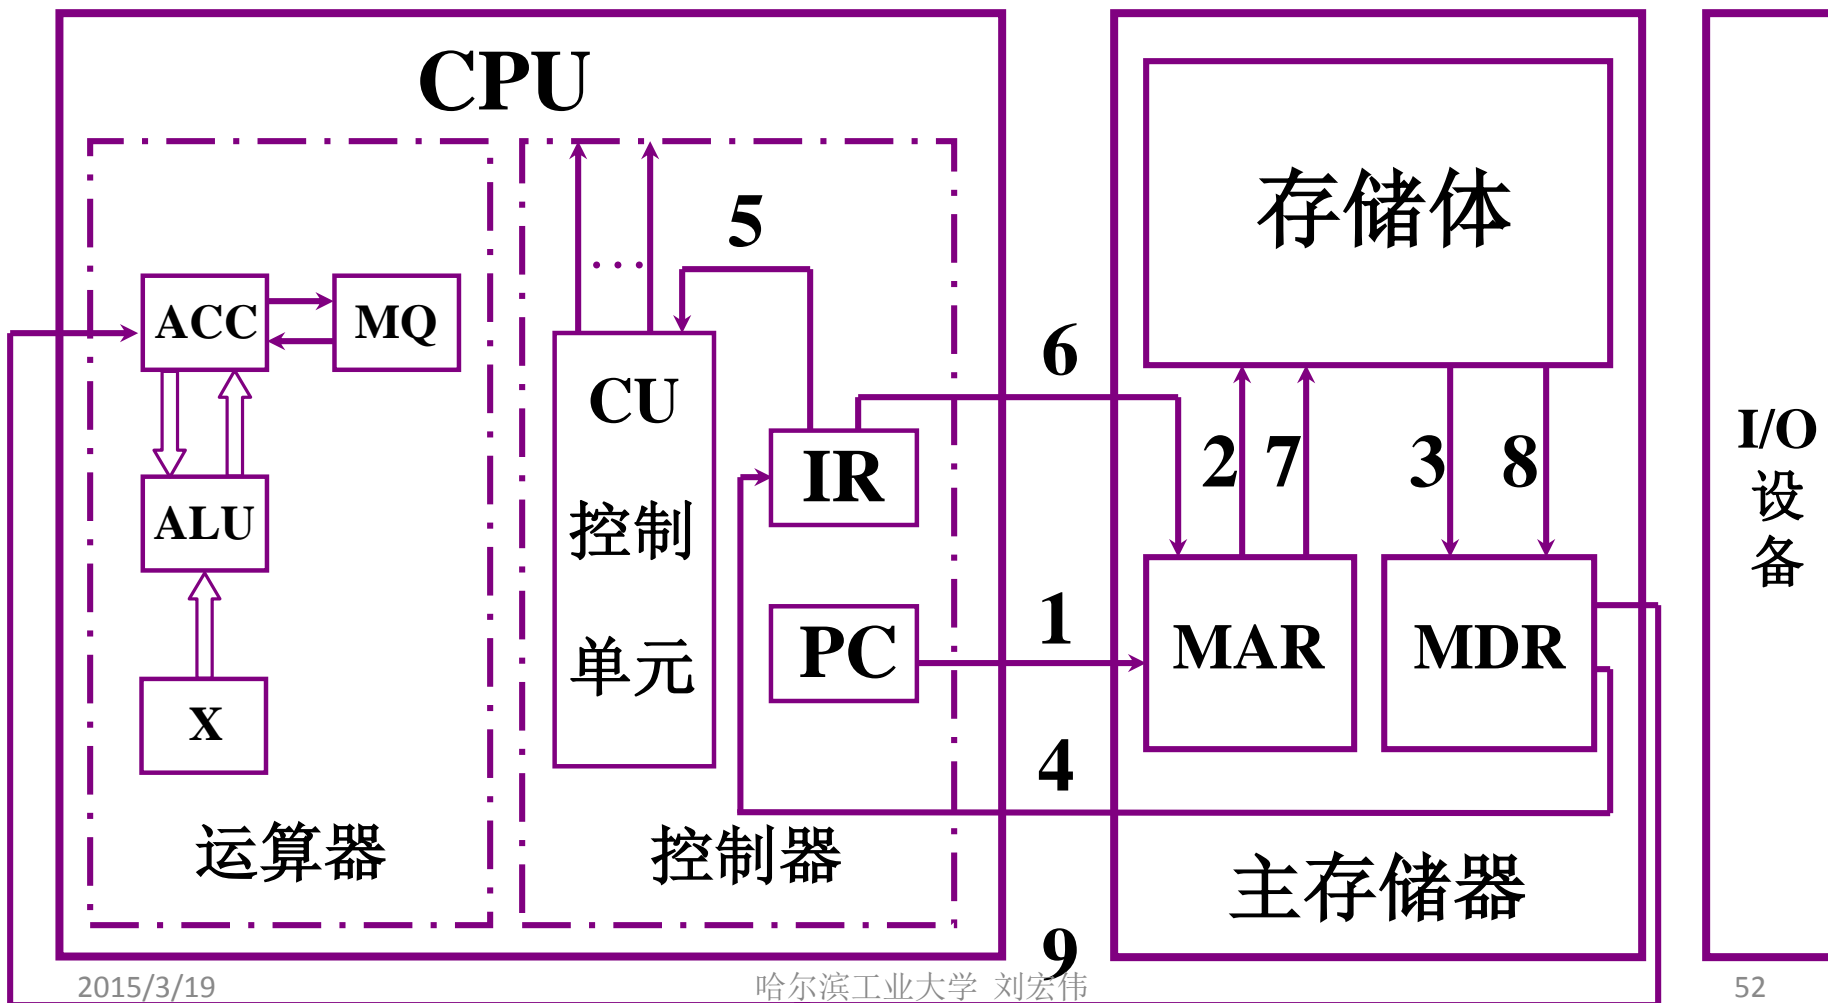 CPU
5
ACC
MQ
ALU
X
运算器
CU
控制
单元
IR
PC
控制器
6
1
4
9
存储体
2
7
3
8
MAR
MDR
主存储器
I/O
设
备
2015/3/19
哈尔滨工业大学 刘宏伟
52